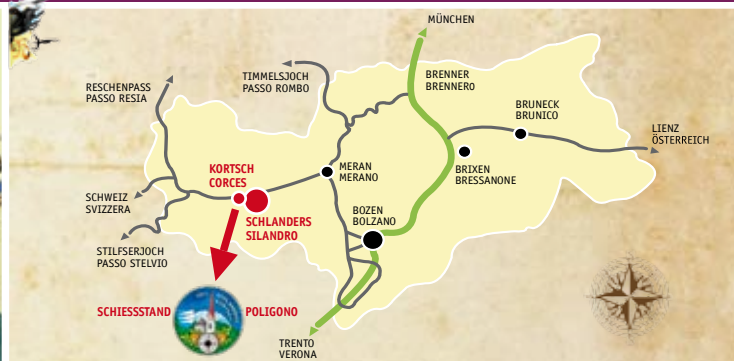 MÜNCHEN
BRENNER
BRENNERO
TIMMELSJOCH
PASSO ROMBO
RESCHENPASS
PASSO RESIA
BRUNECK
BRUNICO
LIENZ
ÖSTERREICH
KORTSCH
CORCES
MERAN
MERANO
BRIXEN
BRESSANONE
SCHWEIZ
SVIZZERA
SCHLANDERS
SILANDRO
BOZEN
BOLZANO
STILFSERJOCH
PASSO STELVIO
SCHIESSSTAND
POLIGONO
TRENTO
VERONA